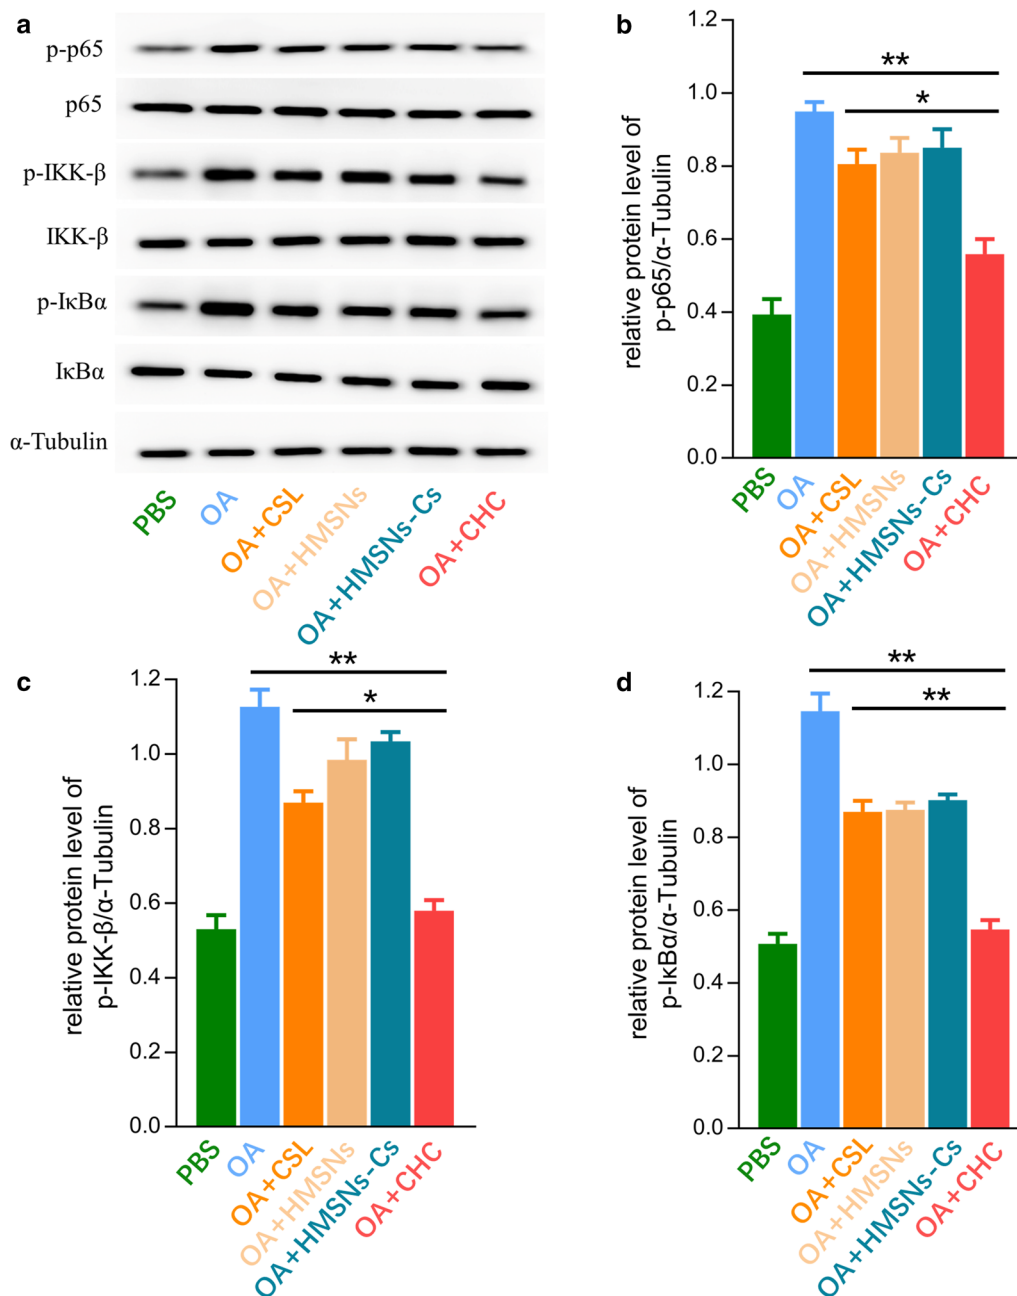 a
p-p65
p65
p-IKK-β
IKK-β
p-IκBα
IκBα
α-Tubulin
PBS
OA
OA+CSL
OA+HMSNs
OA+HMSNs-Cs
OA+CHC
b
relative protein level of
p-p65/α-Tubulin
1.2
1.0
0.8
0.6
0.4
0.2
0.0
**
*
PBS
OA
OA+CSL
OA+HMSNs
OA+HMSNs-Cs
OA+CHC
c
relative protein level of
p-IKK-β/α-Tubulin
1.2
1.0
0.8
0.6
0.4
0.2
0.0
**
*
PBS
OA
OA+CSL
OA+HMSNs
OA+HMSNs-Cs
OA+CHC
d
relative protein level of
p-IκBα/α-Tubulin
1.2
1.0
0.8
0.6
0.4
0.2
0.0
**
**
PBS
OA
OA+CSL
OA+HMSNs
OA+HMSNs-Cs
OA+CHC